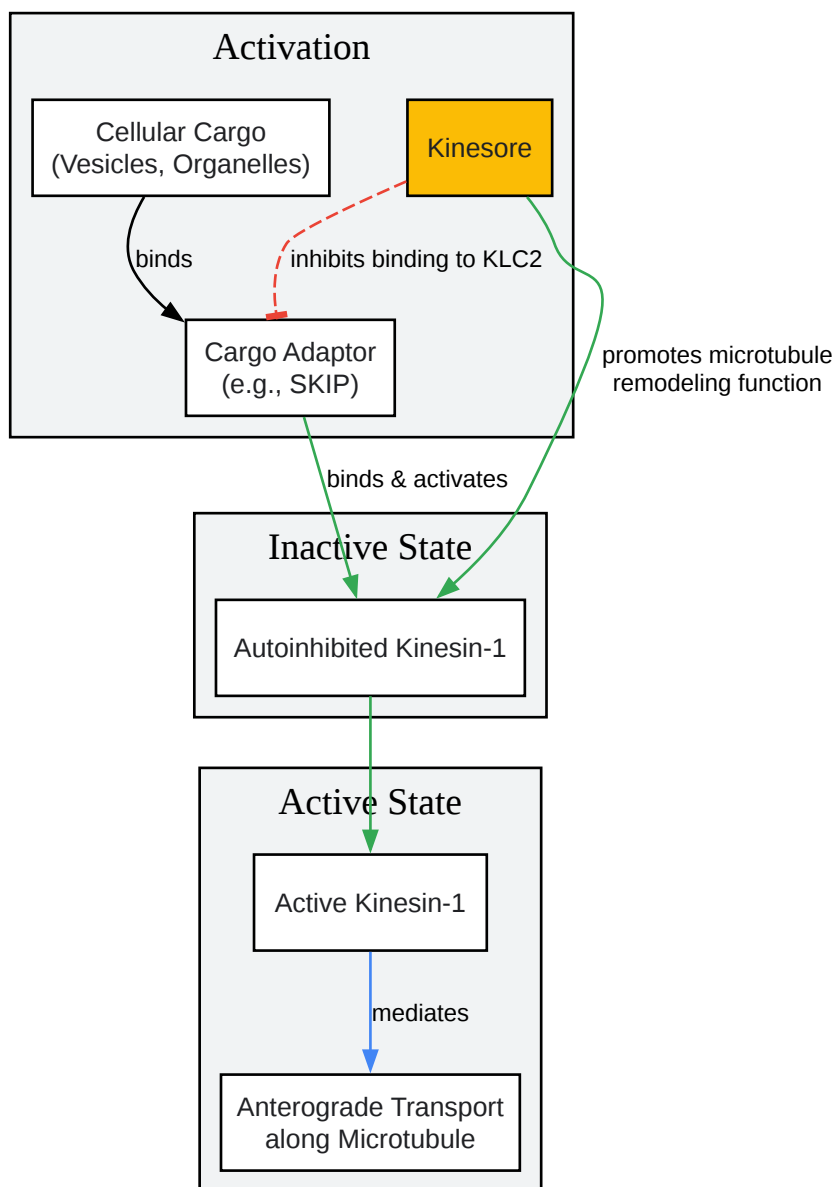 Activation
Cellular Cargo
(Vesicles, Organelles)
Kinesore
binds
inhibits binding to KLC2
Cargo Adaptor
(e.g., SKIP)
promotes microtubule
remodeling function
binds & activates
Inactive State
Autoinhibited Kinesin-1
Active State
Active Kinesin-1
mediates
Anterograde Transport
along Microtubule